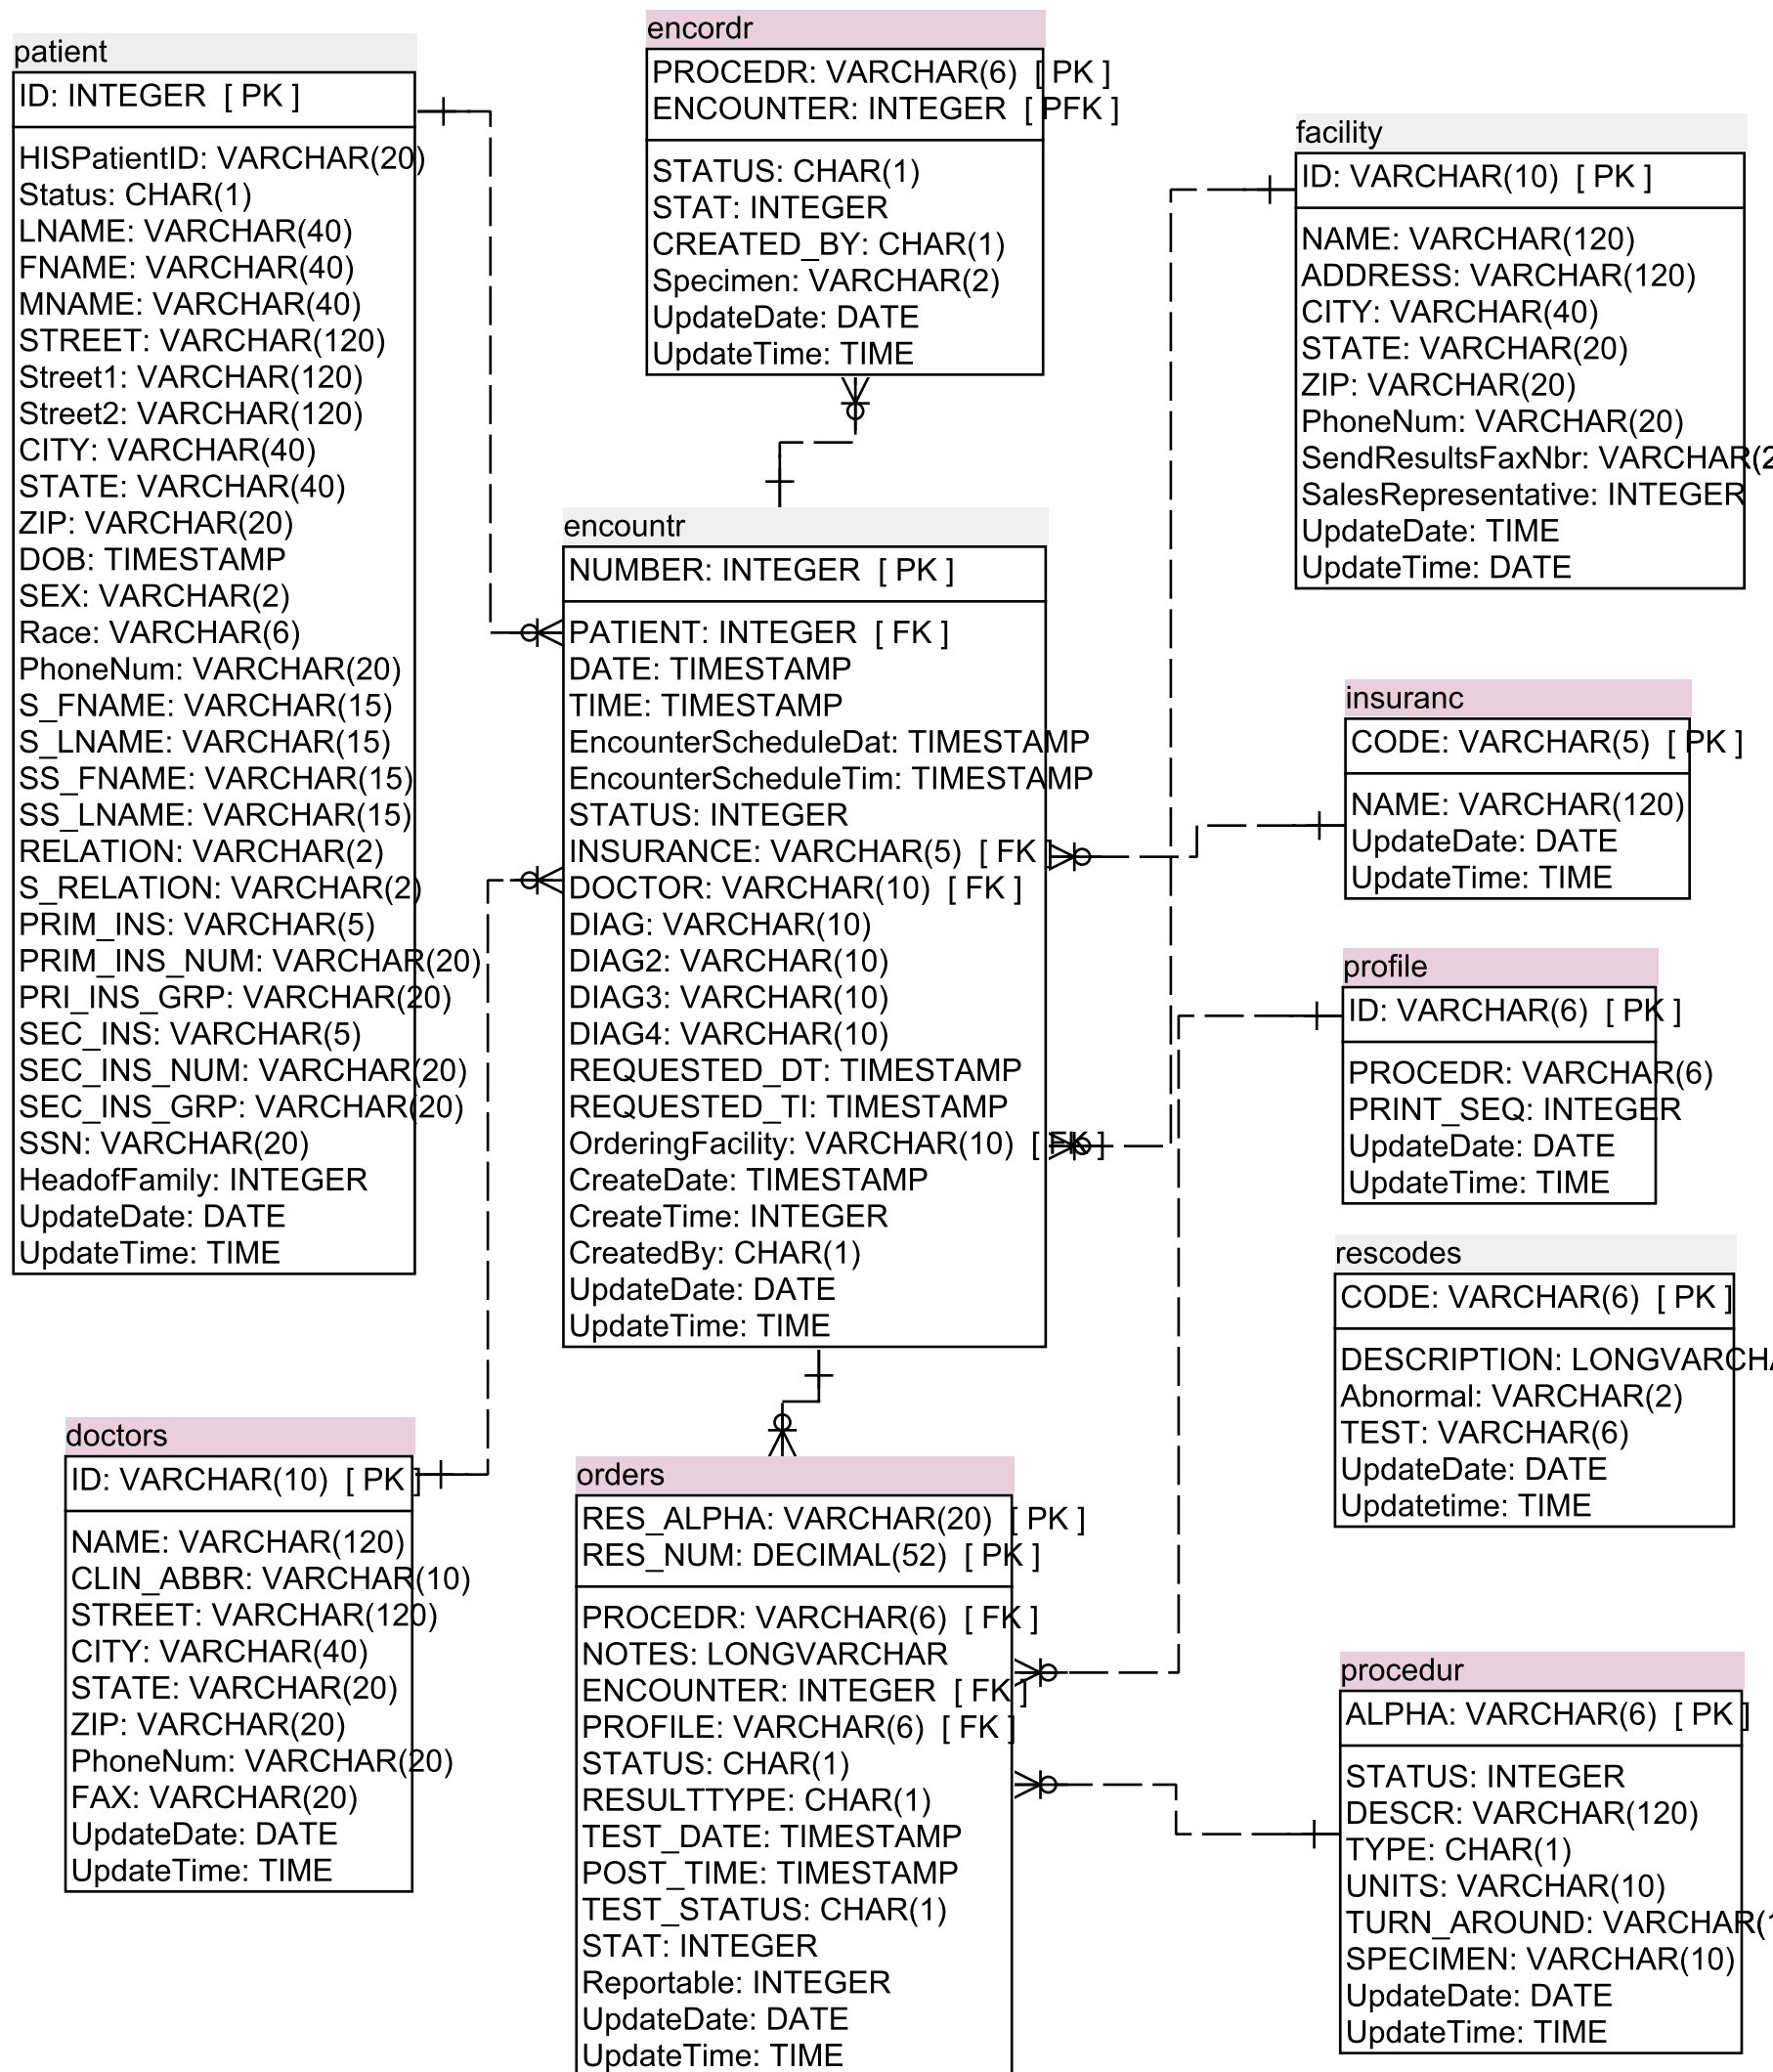 patient
ID: INTEGER  [ PK ]
HISPatientID: VARCHAR(20)
Status: CHAR(1)
LNAME: VARCHAR(40)
FNAME: VARCHAR(40)
MNAME: VARCHAR(40)
STREET: VARCHAR(120)
Street1: VARCHAR(120)
Street2: VARCHAR(120)
CITY: VARCHAR(40)
STATE: VARCHAR(40)
ZIP: VARCHAR(20)
DOB: TIMESTAMP
SEX: VARCHAR(2)
Race: VARCHAR(6)
PhoneNum: VARCHAR(20)
S_FNAME: VARCHAR(15)
S_LNAME: VARCHAR(15)
SS_FNAME: VARCHAR(15)
SS_LNAME: VARCHAR(15)
RELATION: VARCHAR(2)
S_RELATION: VARCHAR(2)
PRIM_INS: VARCHAR(5)
PRIM_INS_NUM: VARCHAR(20)
PRI_INS_GRP: VARCHAR(20)
SEC_INS: VARCHAR(5)
SEC_INS_NUM: VARCHAR(20)
SEC_INS_GRP: VARCHAR(20)
SSN: VARCHAR(20)
HeadofFamily: INTEGER
UpdateDate: DATE
UpdateTime: TIME
doctors
ID: VARCHAR(10)  [ PK ]
NAME: VARCHAR(120)
CLIN_ABBR: VARCHAR(10)
STREET: VARCHAR(120)
CITY: VARCHAR(40)
STATE: VARCHAR(20)
ZIP: VARCHAR(20)
PhoneNum: VARCHAR(20)
FAX: VARCHAR(20)
UpdateDate: DATE
UpdateTime: TIME
encordr
PROCEDR: VARCHAR(6)  [ PK ]
ENCOUNTER: INTEGER  [ PFK ]
STATUS: CHAR(1)
STAT: INTEGER
CREATED_BY: CHAR(1)
Specimen: VARCHAR(2)
UpdateDate: DATE
UpdateTime: TIME
encountr
NUMBER: INTEGER  [ PK ]
PATIENT: INTEGER  [ FK ]
DATE: TIMESTAMP
TIME: TIMESTAMP
EncounterScheduleDat: TIMESTAMP
EncounterScheduleTim: TIMESTAMP
STATUS: INTEGER
INSURANCE: VARCHAR(5)  [ FK ]
DOCTOR: VARCHAR(10)  [ FK ]
DIAG: VARCHAR(10)
DIAG2: VARCHAR(10)
DIAG3: VARCHAR(10)
DIAG4: VARCHAR(10)
REQUESTED_DT: TIMESTAMP
REQUESTED_TI: TIMESTAMP
OrderingFacility: VARCHAR(10)  [ FK ]
CreateDate: TIMESTAMP
CreateTime: INTEGER
CreatedBy: CHAR(1)
UpdateDate: DATE
UpdateTime: TIME
orders
RES_ALPHA: VARCHAR(20)  [ PK ]
RES_NUM: DECIMAL(52)  [ PK ]
PROCEDR: VARCHAR(6)  [ FK ]
NOTES: LONGVARCHAR
ENCOUNTER: INTEGER  [ FK ]
PROFILE: VARCHAR(6)  [ FK ]
STATUS: CHAR(1)
RESULTTYPE: CHAR(1)
TEST_DATE: TIMESTAMP
POST_TIME: TIMESTAMP
TEST_STATUS: CHAR(1)
STAT: INTEGER
Reportable: INTEGER
UpdateDate: DATE
UpdateTime: TIME
facility
ID: VARCHAR(10)  [ PK ]
NAME: VARCHAR(120)
ADDRESS: VARCHAR(120)
CITY: VARCHAR(40)
STATE: VARCHAR(20)
ZIP: VARCHAR(20)
PhoneNum: VARCHAR(20)
SendResultsFaxNbr: VARCHAR(2
SalesRepresentative: INTEGER
UpdateDate: TIME
UpdateTime: DATE
insuranc
CODE: VARCHAR(5)  [ PK ]
NAME: VARCHAR(120)
UpdateDate: DATE
UpdateTime: TIME
profile
ID: VARCHAR(6)  [ PK ]
PROCEDR: VARCHAR(6)
PRINT_SEQ: INTEGER
UpdateDate: DATE
UpdateTime: TIME
rescodes
CODE: VARCHAR(6)  [ PK ]
DESCRIPTION: LONGVARCHA
Abnormal: VARCHAR(2)
TEST: VARCHAR(6)
UpdateDate: DATE
Updatetime: TIME
procedur
ALPHA: VARCHAR(6)  [ PK ]
STATUS: INTEGER
DESCR: VARCHAR(120)
TYPE: CHAR(1)
UNITS: VARCHAR(10)
TURN_AROUND: VARCHAR(1
SPECIMEN: VARCHAR(10)
UpdateDate: DATE
UpdateTime: TIME